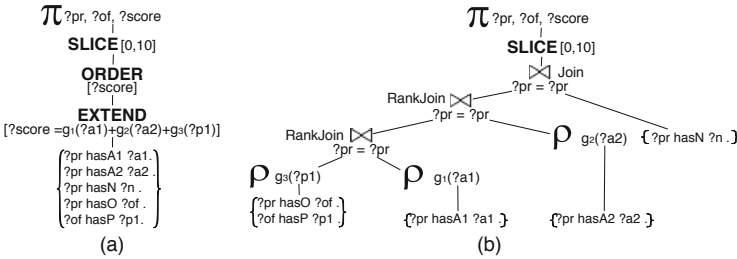 π ?pr, ?of, ?score
SLICE [0,10]
ORDER
[?score]
EXTEND
[?score =g1(?a1)+g2(?a2)+g3(?p1)]
{ ?pr hasA1 ?a1.
?pr hasA2 ?a2 .
?pr hasN ?n .
?pr hasO ?of .
?of hasP ?p1. }
(a)
π ?pr, ?of, ?score
SLICE [0,10]
Join
?pr = ?pr
RankJoin
?pr = ?pr
RankJoin
?pr = ?pr
ρ g2(?a2)
{ ?pr hasN ?n . }
ρ g3(?p1)
ρ g1(?a1)
{ ?pr hasO ?of .
?of hasP ?p1 . }
{ ?pr hasA1 ?a1 . }
{ ?pr hasA2 ?a2 . }
(b)